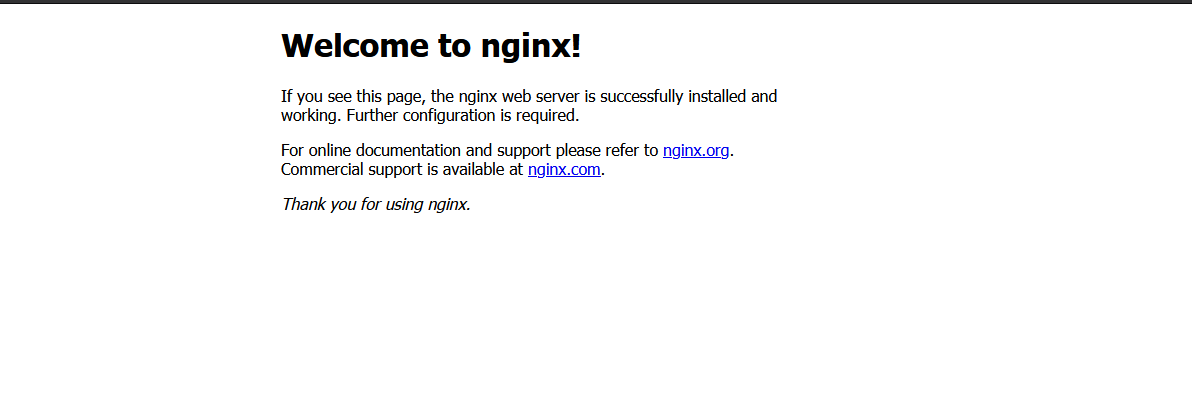 Welcome to nginx!
If you see this page, the nginx web server is successfully installed and
working. Further configuration is required.
For online documentation and support please refer to nginx.org.
Commercial support is available at nginx.com.
Thank you for using nginx.